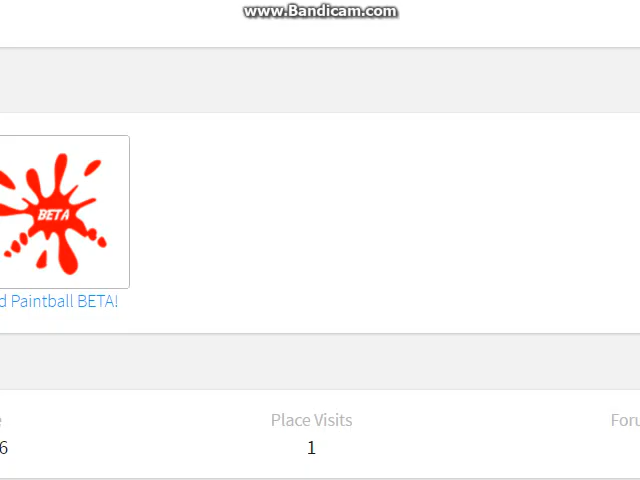 www.Bandicam.com
BETA
d Paintball BETA!
Place Visits
6
1